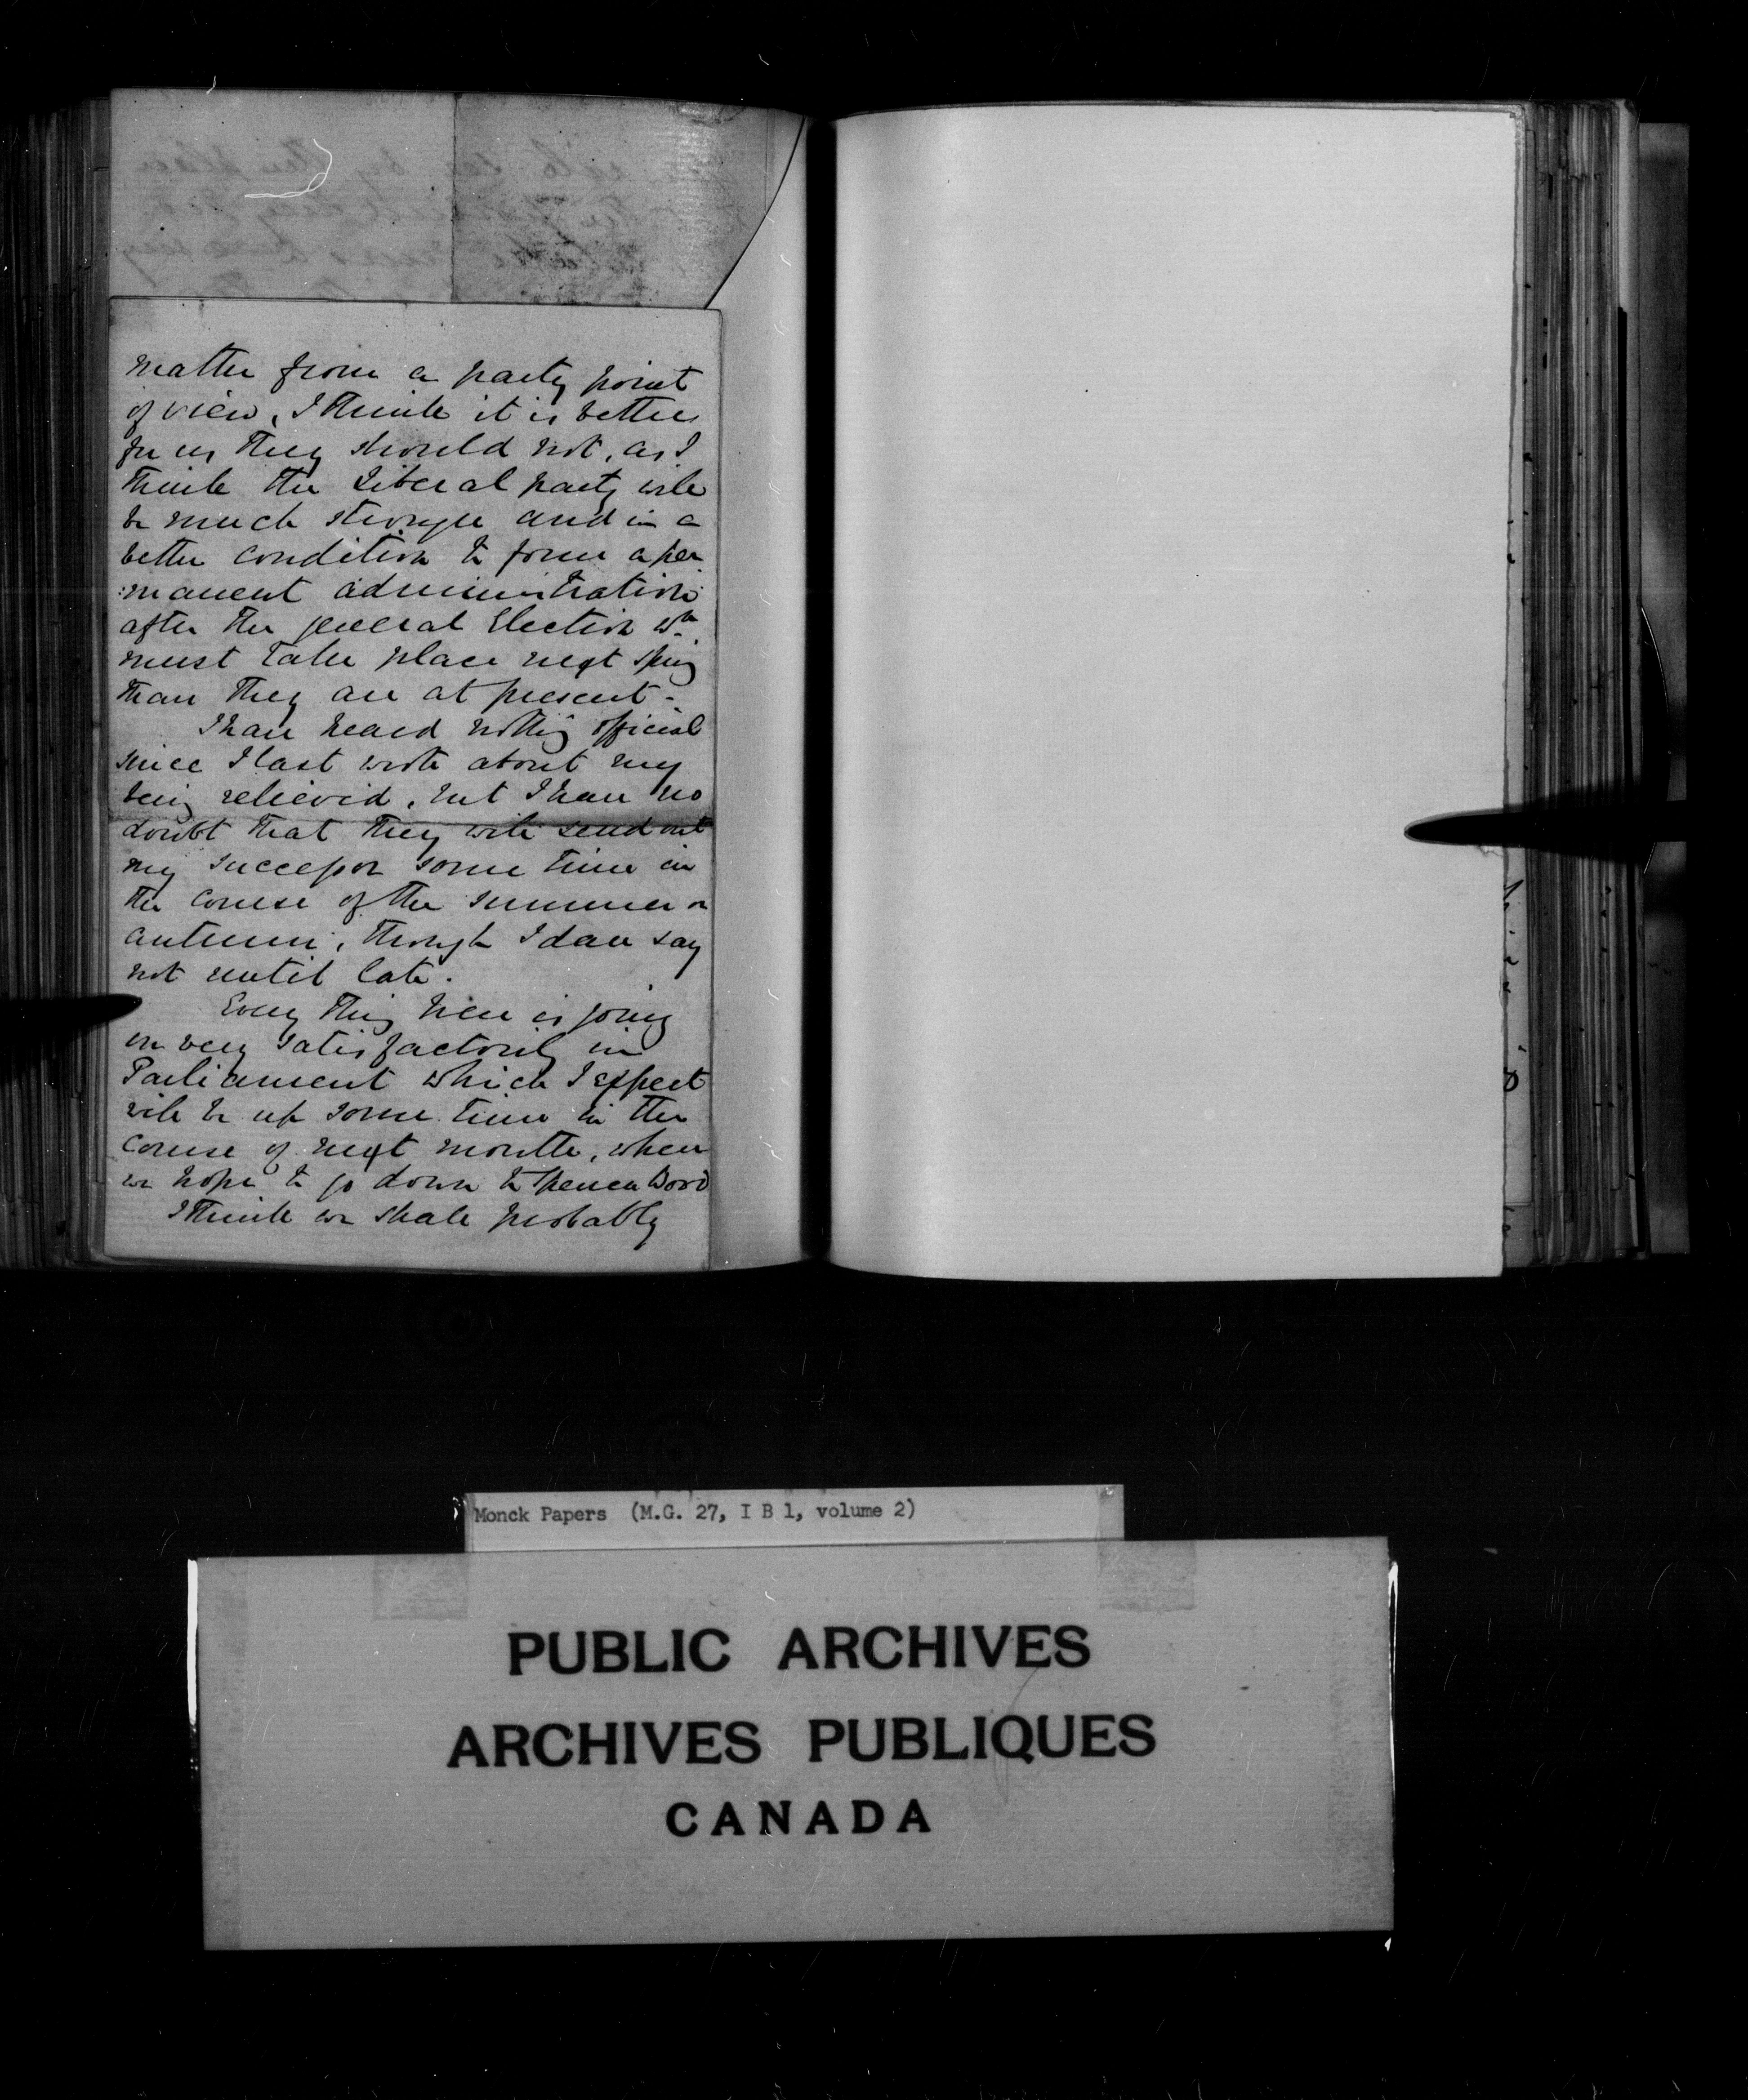 matter from a party point
of view, I think it is better
for us they should not, as I
think the Liberal party will
be much stronger and in a
better condition to form a per
:manent administration
after the general Election wh
must take place next spring
than they are at present -
I have heard nothing official
since I last wrote about my
being relieved, but I have no
doubt that they will send out
my successor some time in
the course of the summer or
autumn, though I dare say
not until late.
Every thing here is going
on very satisfactorily in
Parliament which I expect
will be up some time in the
course of next month, when
we hope to go down to Spencer Wood
I think we shall probably
Monck Papers (M.G. 27, I B 1, volume 2)
PUBLIC ARCHIVES
ARCHIVES PUBLIQUES
CANADA